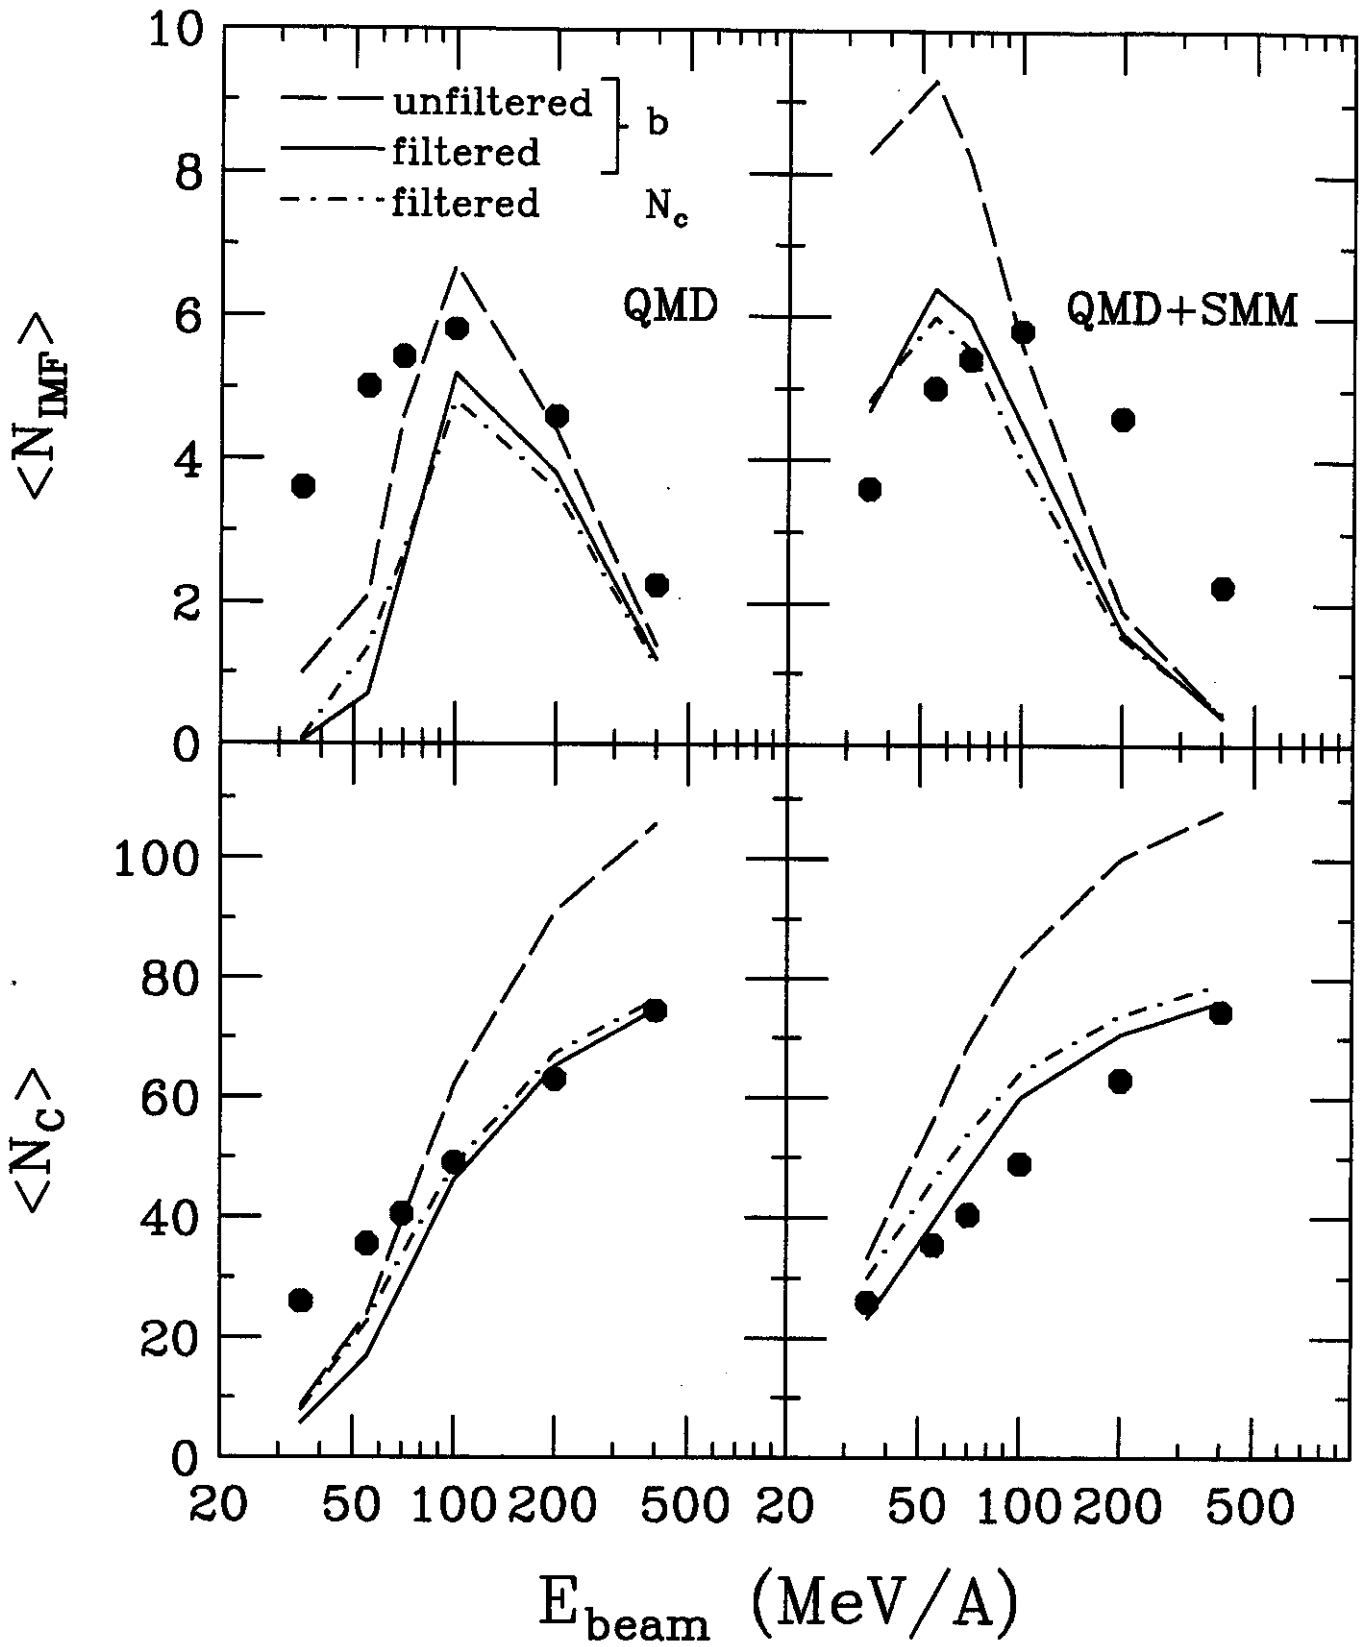 10
unfiltered
b
filtered
8
filtered N_c
QMD
QMD+SMM
6
<N_IMF>
4
2
0
100
80
60
<N_C>
40
20
0
20 50 100 200 500 20 50 100 200 500
E_beam (MeV/A)